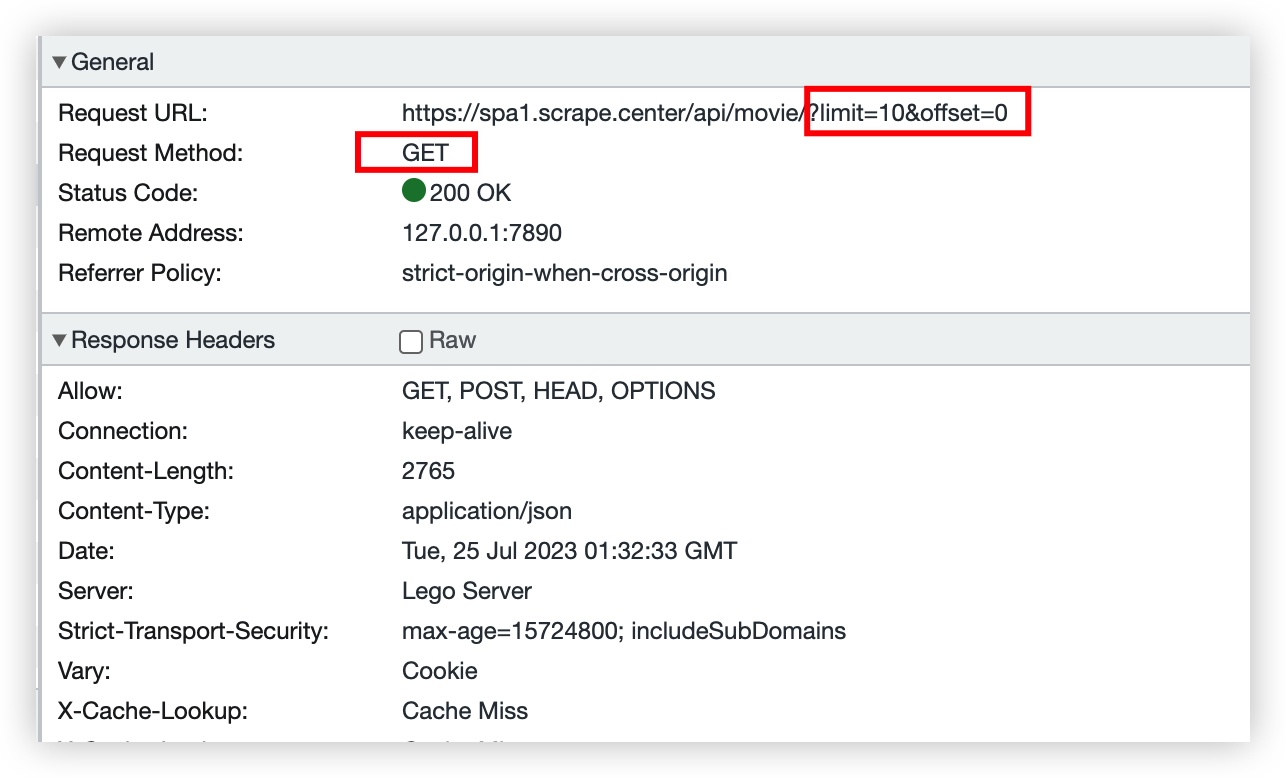 General
Request URL: https://spa1.scrape.center/api/movie/?limit=10&offset=0
Request Method: GET
Status Code: 200 OK
Remote Address: 127.0.0.1:7890
Referrer Policy: strict-origin-when-cross-origin
Response Headers Raw
Allow: GET, POST, HEAD, OPTIONS
Connection: keep-alive
Content-Length: 2765
Content-Type: application/json
Date: Tue, 25 Jul 2023 01:32:33 GMT
Server: Lego Server
Strict-Transport-Security: max-age=15724800; includeSubDomains
Vary: Cookie
X-Cache-Lookup: Cache Miss